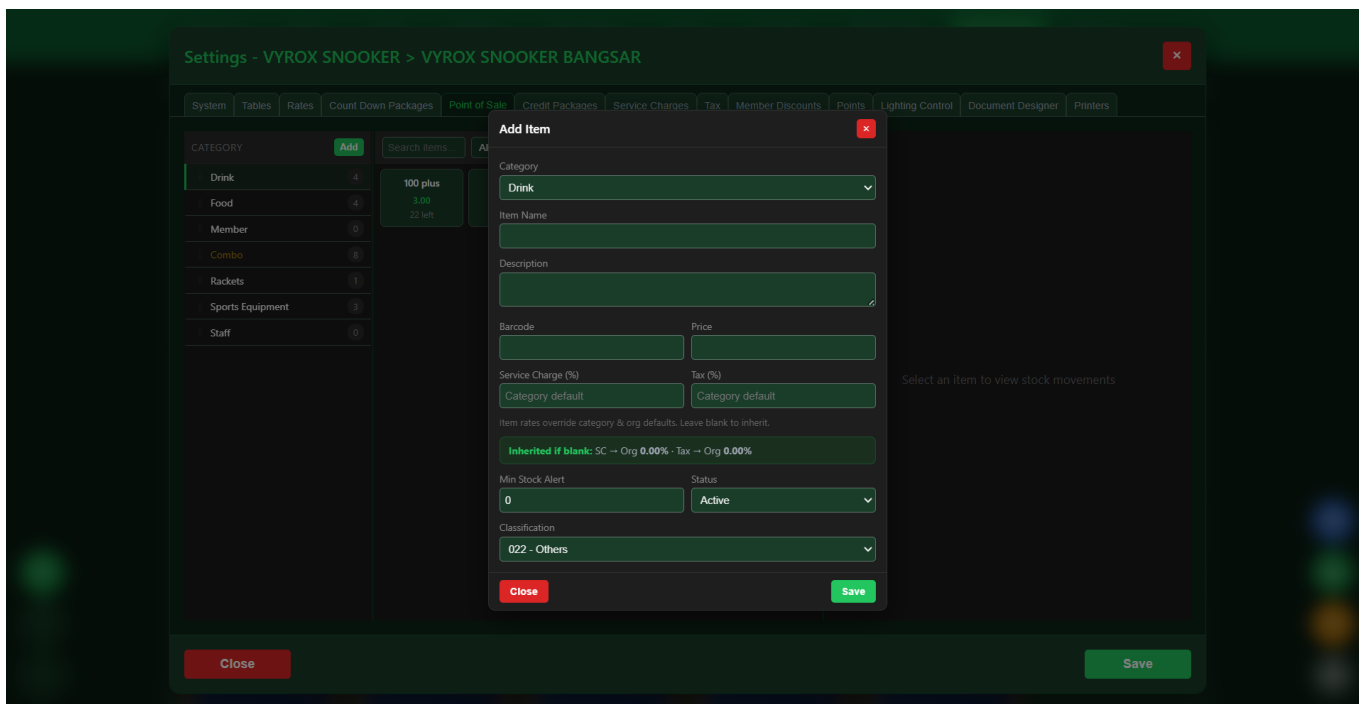 Settings - VYROX SNOOKER > VYROX SNOOKER BANGSAR
×
System Tables Rates Count Down Packages Point of Sale Credit Packages Service Charges Tax Member Discounts Points Lighting Control Document Designer Printers
CATEGORY Add
Search items...
Drink 4
Food 4
Member 0
Combo 8
Rackets 1
Sports Equipment 3
Staff 0
100 plus
3.00
22 left
Add Item
×
Category
Drink
Item Name
Description
Barcode Price
Service Charge (%) Tax (%)
Category default Category default
Item rates override category & org defaults. Leave blank to inherit.
Inherited if blank: SC → Org 0.00% · Tax → Org 0.00%
Min Stock Alert Status
0 Active
Classification
022 - Others
Close Save
Select an item to view stock movements
Close Save